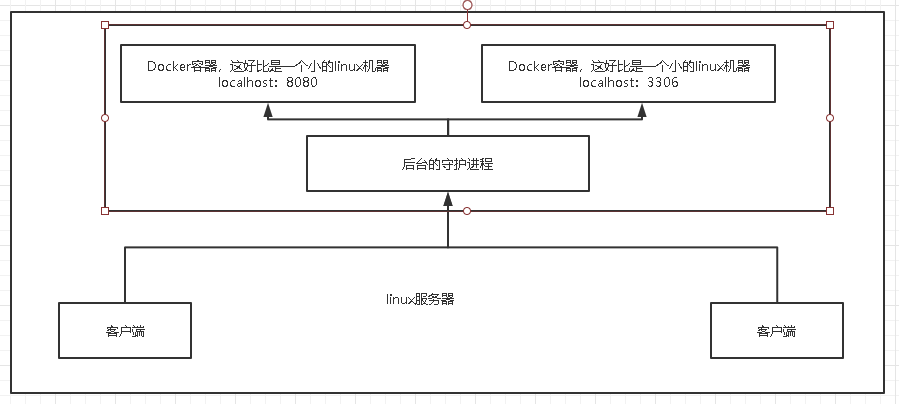 Docker容器，这好比是一个小的linux机器
localhost：8080
Docker容器，这好比是一个小的linux机器
localhost：3306
后台的守护进程
linux服务器
客户端
客户端